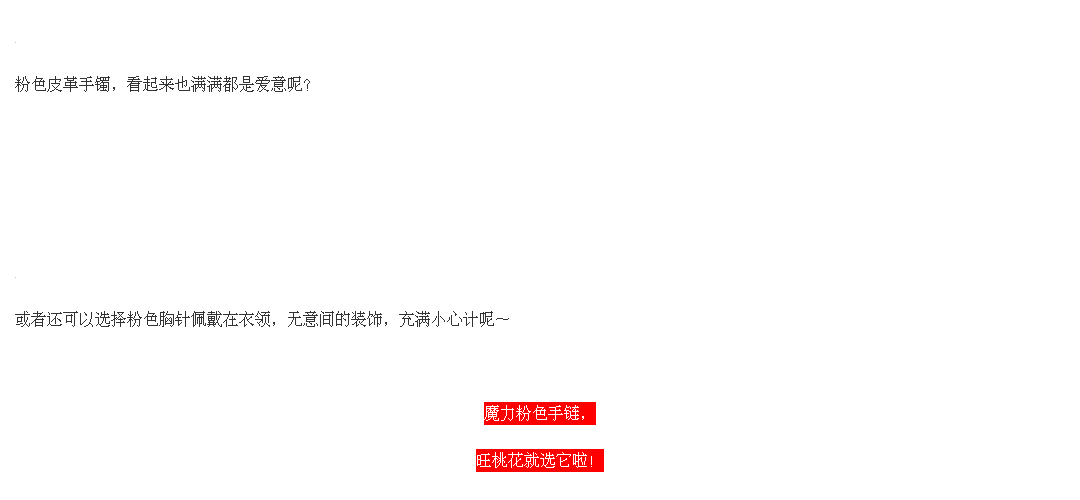 粉色皮革手镯，看起来也满满都是爱意呢？
或者还可以选择粉色胸针佩戴在衣领，无意间的装饰，充满小心计呢～
魔力粉色手链，
旺桃花就选它啦！